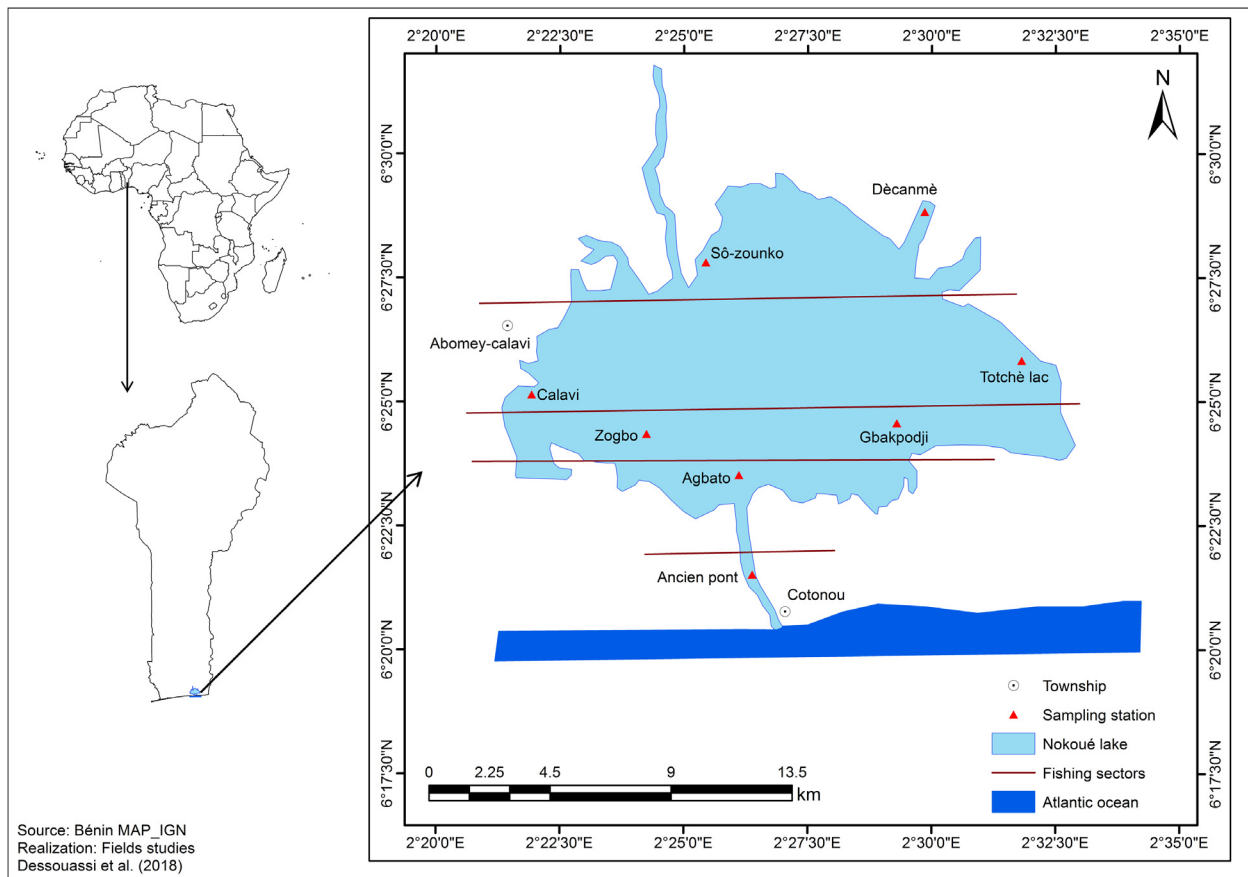 2°20'0"E 2°22'30"E 2°25'0"E 2°27'30"E 2°30'0"E 2°32'30"E 2°35'0"E
N
6°30'0"N
6°30'0"N
Dècanmè
Sô-zounko
6°27'30"N
6°27'30"N
Abomey-calavi
Totchè lac
Calavi
6°25'0"N
6°25'0"N
Zogbo
Gbakpodji
Agbato
6°22'30"N
6°22'30"N
Ancien pont
Cotonou
6°20'0"N
6°20'0"N
Township
Sampling station
Nokoué lake
Fishing sectors
Atlantic ocean
6°17'30"N
6°17'30"N
0 2.25 4.5 9 13.5
km
2°20'0"E 2°22'30"E 2°25'0"E 2°27'30"E 2°30'0"E 2°32'30"E 2°35'0"E
Source: Bénin MAP_IGN
Realization: Fields studies
Dessouassi et al. (2018)